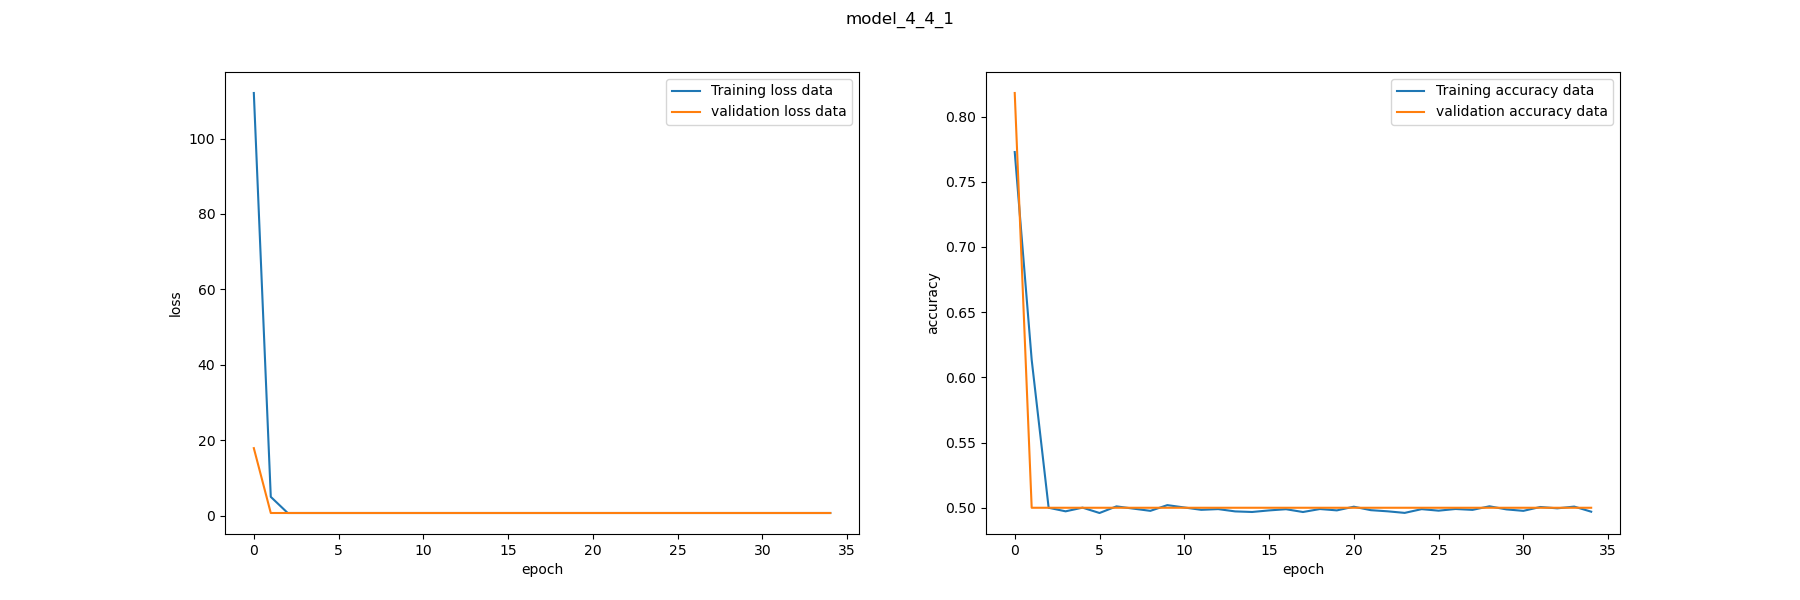 model_4_4_1
Training loss data
validation loss data
100
80
60
40
20
0
loss
0 5 10 15 20 25 30 35
epoch
Training accuracy data
validation accuracy data
0.80
0.75
0.70
0.65
0.60
0.55
0.50
accuracy
0 5 10 15 20 25 30 35
epoch